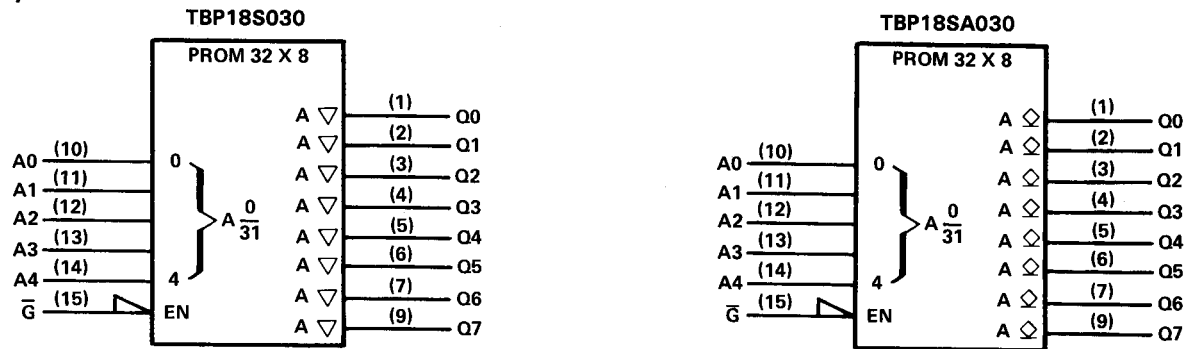 TBP18S030
PROM 32 X 8
A ▽ (1) Q0
A ▽ (2) Q1
A0 (10) 0 A ▽ (3) Q2
A1 (11) A ▽ (4) Q3
A2 (12) A 0/31 A ▽ (5) Q4
A3 (13) A ▽ (6) Q5
A4 (14) 4 A ▽ (7) Q6
G̅ (15) EN A ▽ (9) Q7
TBP18SA030
PROM 32 X 8
A ◇ (1) Q0
A ◇ (2) Q1
A0 (10) 0 A ◇ (3) Q2
A1 (11) A ◇ (4) Q3
A2 (12) A 0/31 A ◇ (5) Q4
A3 (13) A ◇ (6) Q5
A4 (14) 4 A ◇ (7) Q6
G̅ (15) EN A ◇ (9) Q7